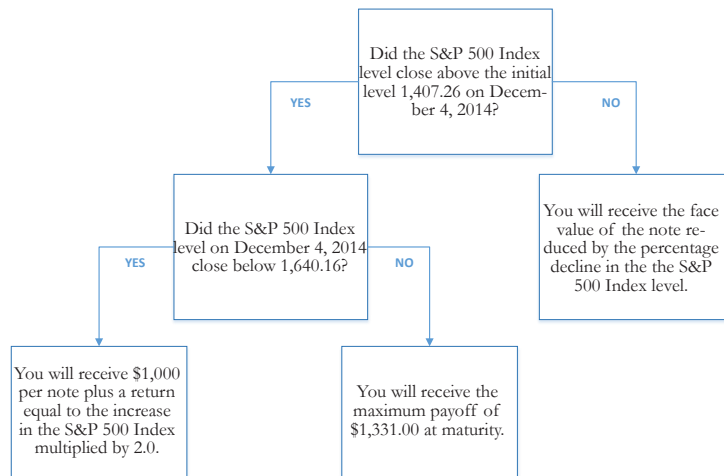 Did the S&P 500 Index
level close above the initial
level 1,407.26 on Decem-
ber 4, 2014?
YES
NO
Did the S&P 500 Index
level on December 4, 2014
close below 1,640.16?
You will receive the face
value of the note re-
duced by the percentage
decline in the the S&P
500 Index level.
YES
NO
You will receive $1,000
per note plus a return
equal to the increase
in the S&P 500 Index
multiplied by 2.0.
You will receive the
maximum payoff of
$1,331.00 at maturity.